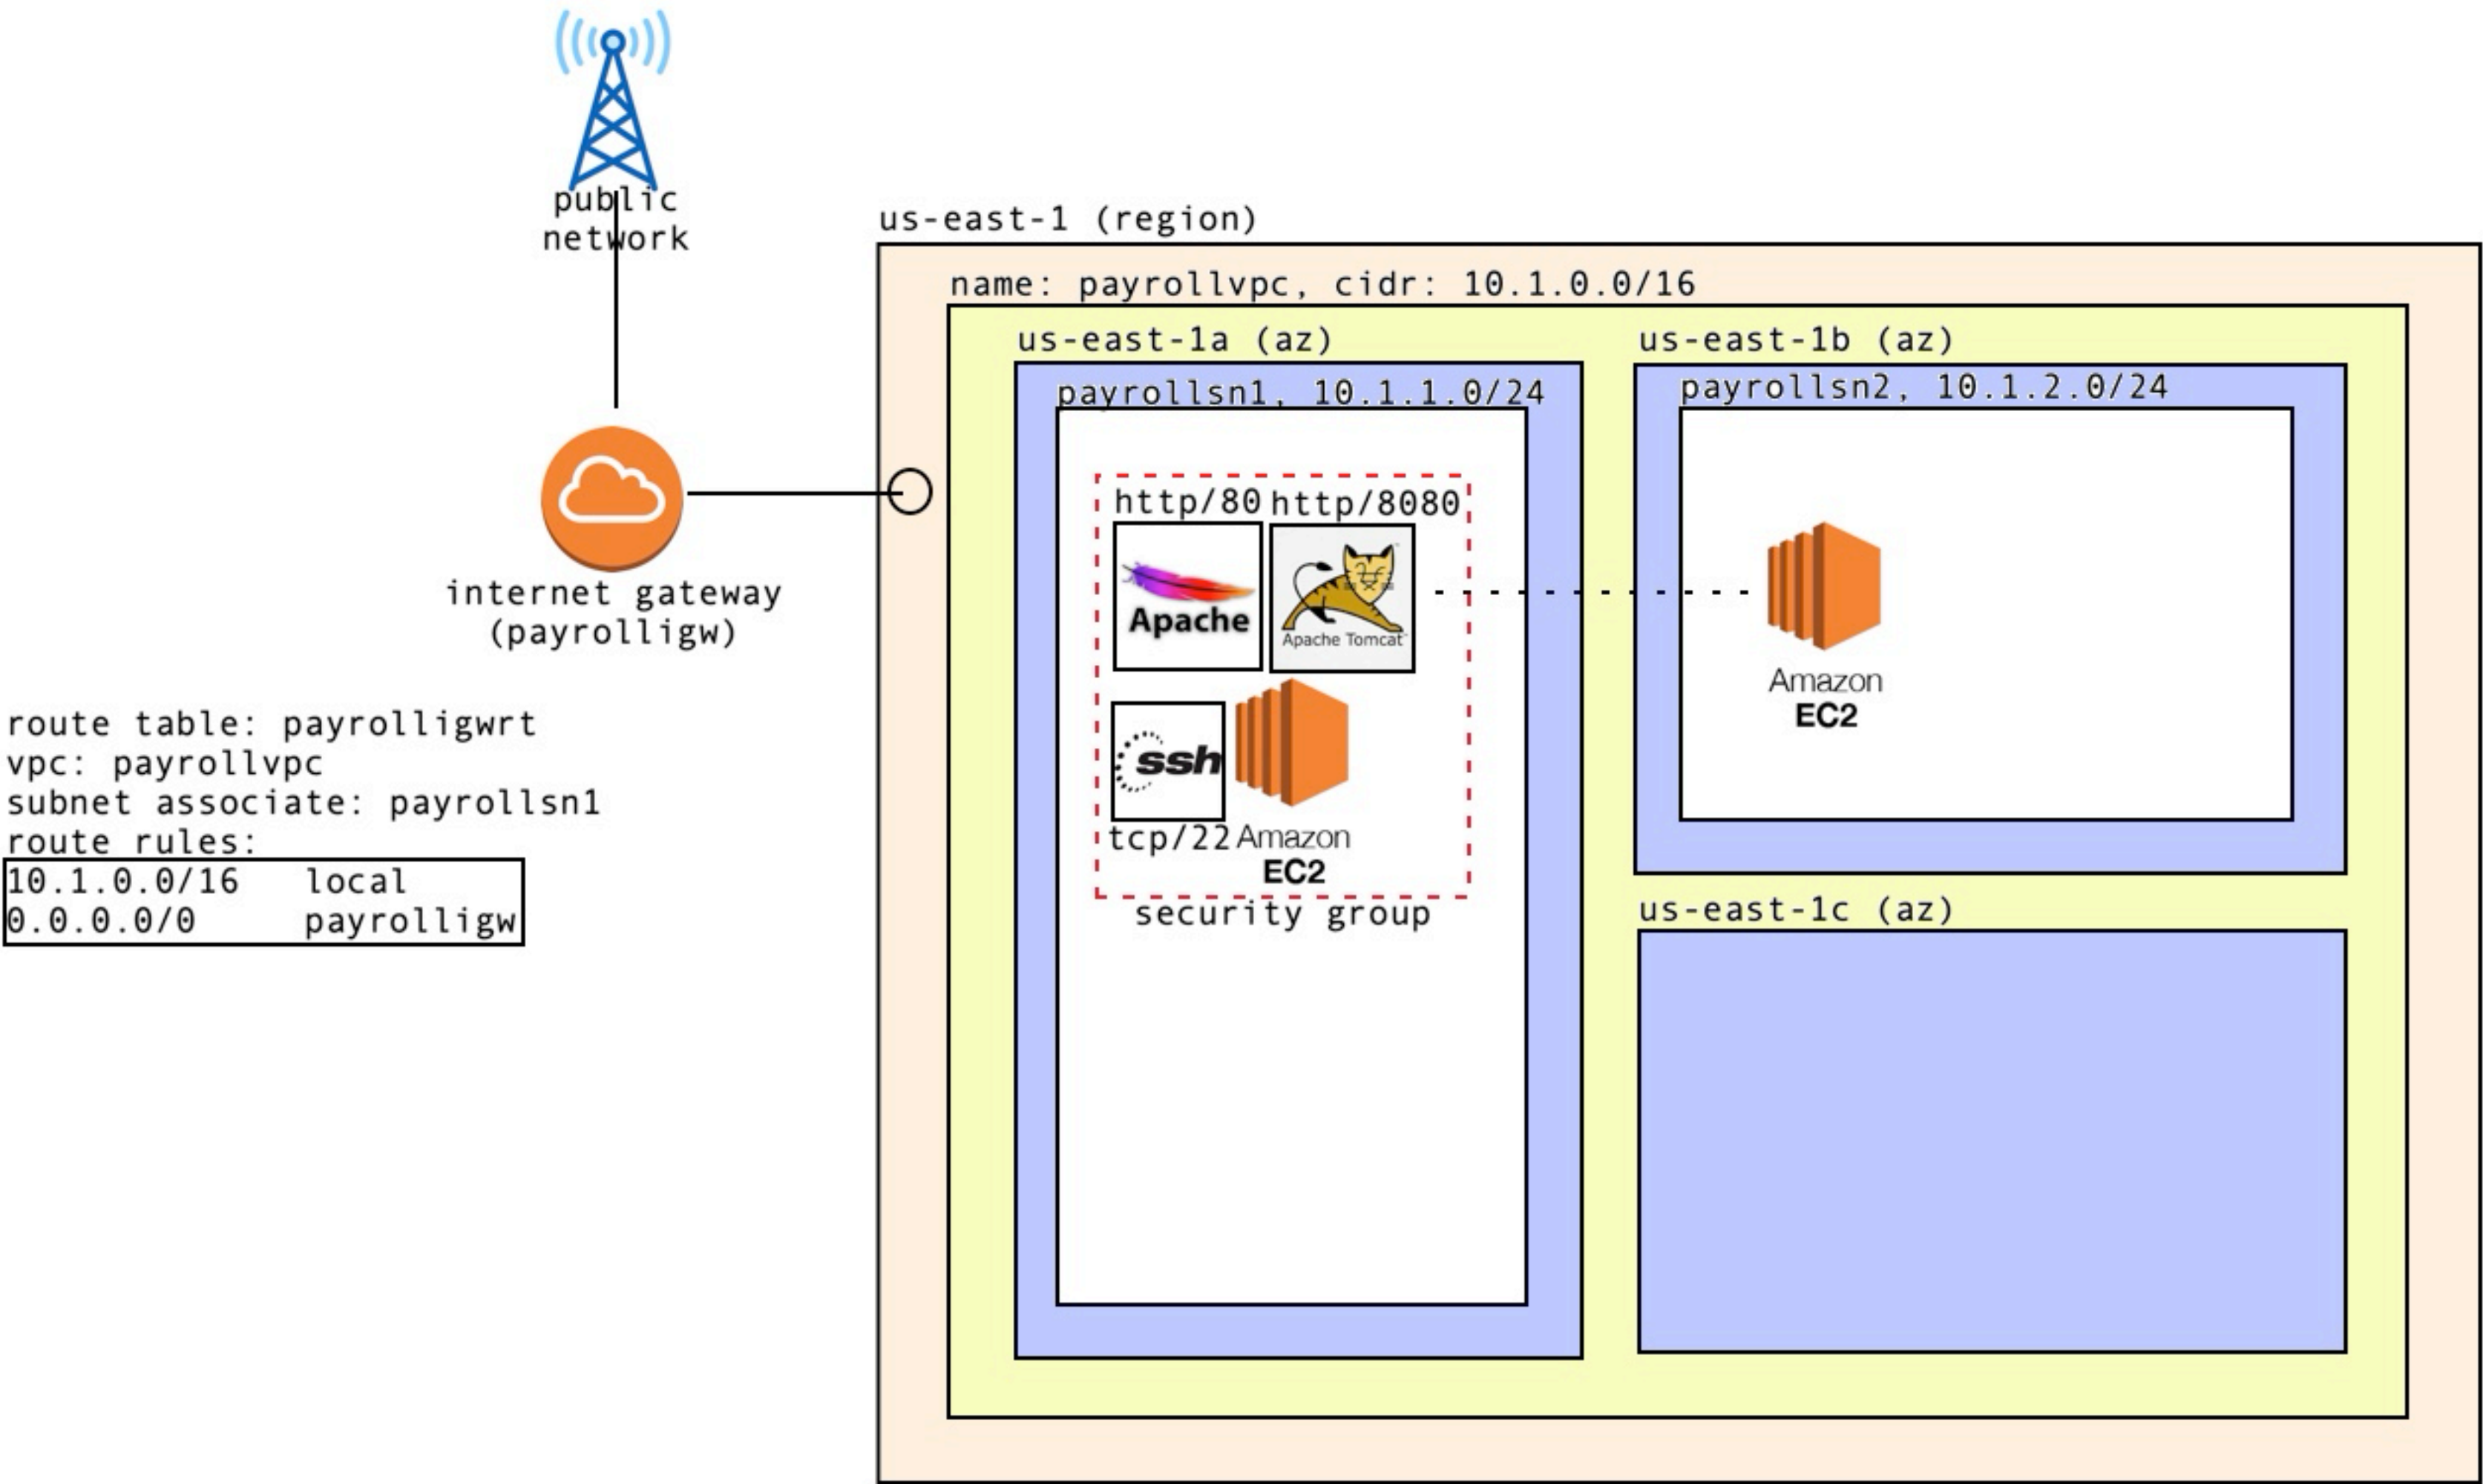 public
network
us-east-1 (region)
name: payrollvpc, cidr: 10.1.0.0/16
us-east-1a (az)
us-east-1b (az)
payrollsn1, 10.1.1.0/24
payrollsn2, 10.1.2.0/24
http/80 http/8080
Apache
Apache Tomcat™
internet gateway
(payrolligw)
ssh
tcp/22
Amazon
EC2
security group
Amazon
EC2
us-east-1c (az)
route table: payrolligwrt
vpc: payrollvpc
subnet associate: payrollsn1
route rules:
10.1.0.0/16 local
0.0.0.0/0 payrolligw